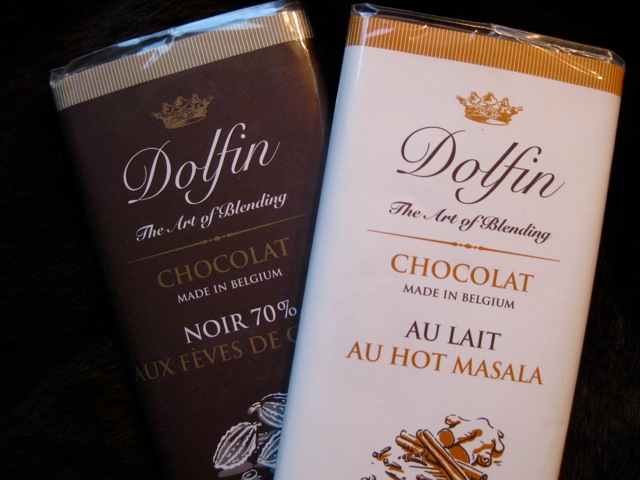 Dolfin
The Art of Blending
CHOCOLAT
MADE IN BELGIUM
NOIR 70%
AUX FÈVES DE
Dolfin
The Art of Blending
CHOCOLAT
MADE IN BELGIUM
AU LAIT
AU HOT MASALA